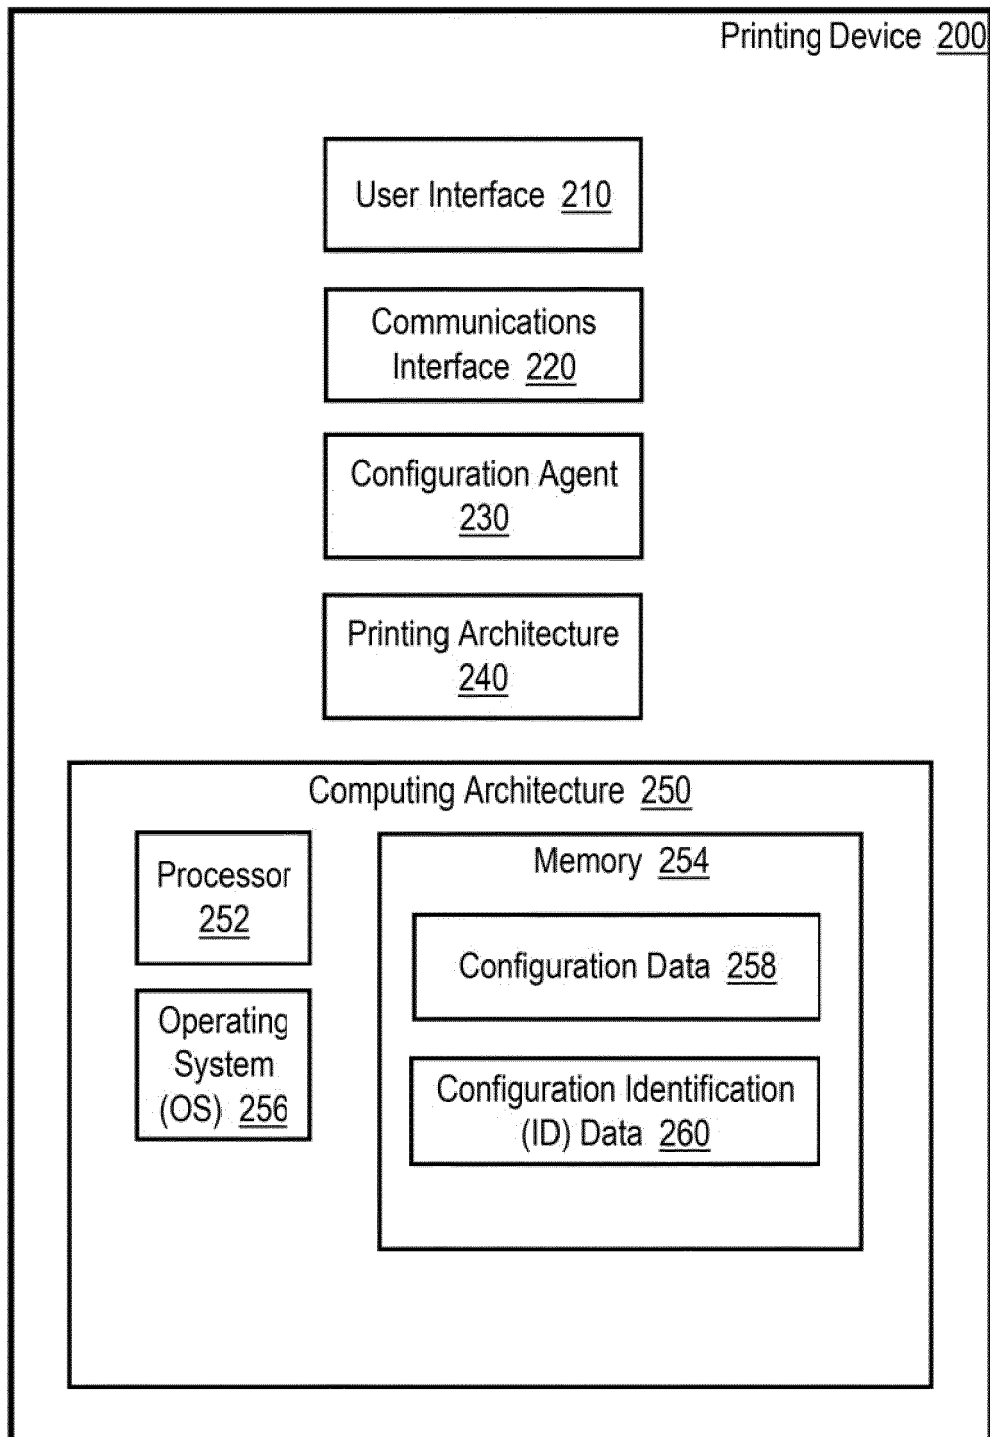 Printing Device 200
User Interface 210
Communications
Interface 220
Configuration Agent
230
Printing Architecture
240
Computing Architecture 250
Processor
252
Operating
System
(OS) 256
Memory 254
Configuration Data 258
Configuration Identification
(ID) Data 260